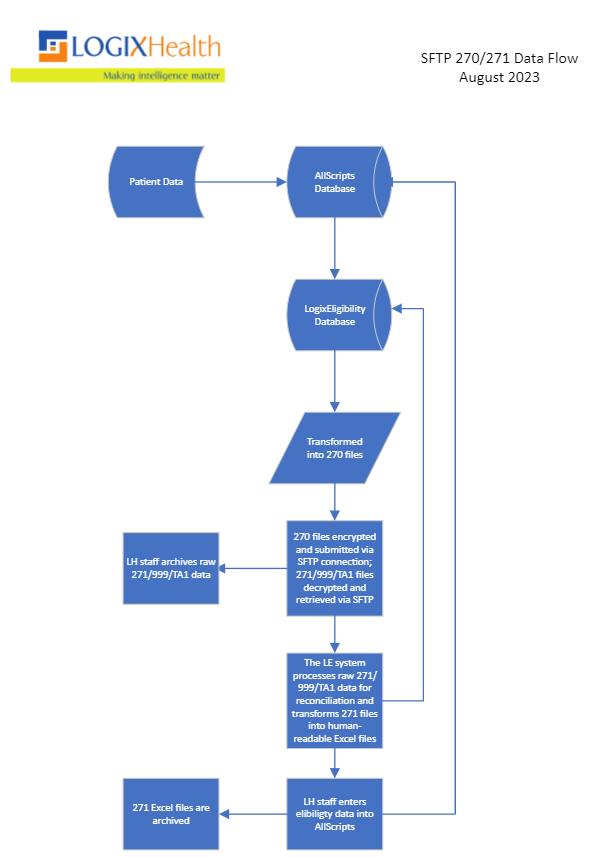 LOGIXHealth
Making intelligence matter
SFTP 270/271 Data Flow
August 2023
Patient Data
AllScripts
Database
LogixEligibility
Database
Transformed
into 270 files
270 files encrypted
and submitted via
SFTP connection;
271/999/TA1 files
decrypted and
retrieved via SFTP
LH staff archives raw
271/999/TA1 data
The LE system
processes raw 271/
999/TA1 data for
reconciliation and
transforms 271 files
into human-
readable Excel files
271 Excel files are
archived
LH staff enters
elibiligty data into
AllScripts